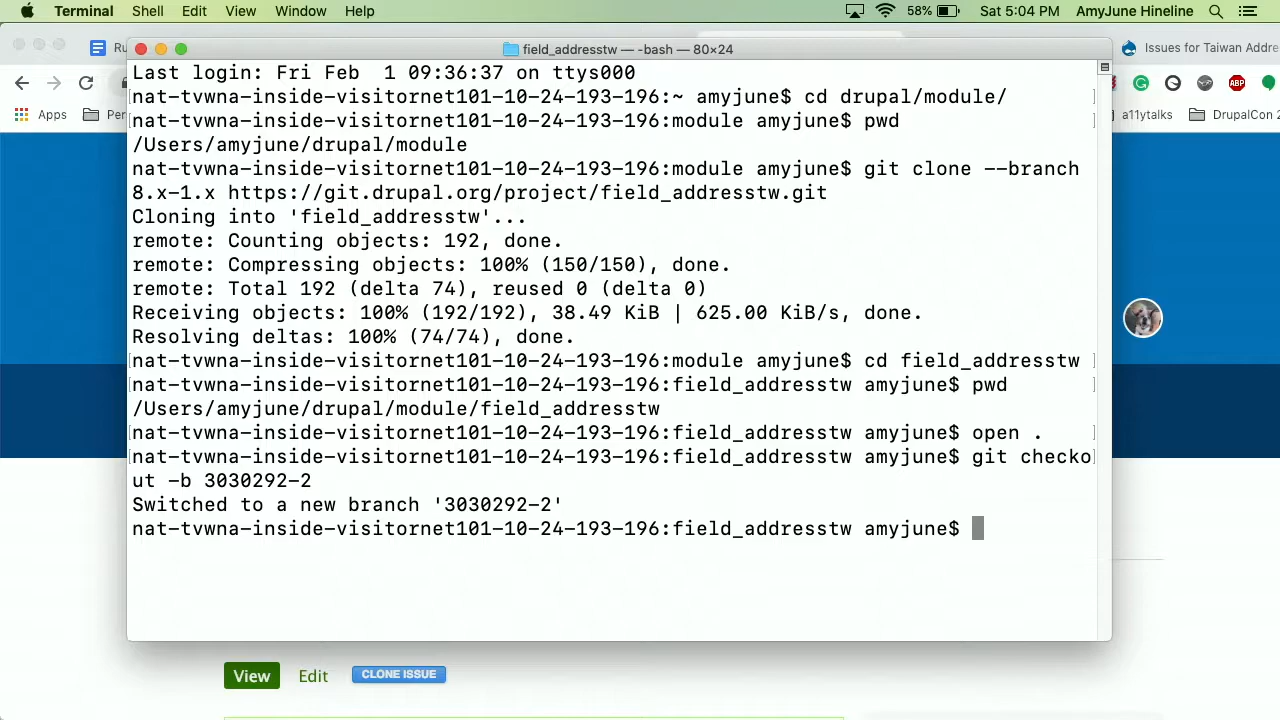 Terminal Shell Edit View Window Help 58% Sat 5:04 PM AmyJune Hineline
field_addresstw — -bash — 80×24
Issues for Taiwan Addre
Apps
ABP
a11ytalks
DrupalCon 2
Last login: Fri Feb  1 09:36:37 on ttys000
nat-tvwna-inside-visitornet101-10-24-193-196:~ amyjune$ cd drupal/module/
nat-tvwna-inside-visitornet101-10-24-193-196:module amyjune$ pwd
/Users/amyjune/drupal/module
nat-tvwna-inside-visitornet101-10-24-193-196:module amyjune$ git clone --branch
8.x-1.x https://git.drupal.org/project/field_addresstw.git
Cloning into 'field_addresstw'...
remote: Counting objects: 192, done.
remote: Compressing objects: 100% (150/150), done.
remote: Total 192 (delta 74), reused 0 (delta 0)
Receiving objects: 100% (192/192), 38.49 KiB | 625.00 KiB/s, done.
Resolving deltas: 100% (74/74), done.
nat-tvwna-inside-visitornet101-10-24-193-196:module amyjune$ cd field_addresstw
nat-tvwna-inside-visitornet101-10-24-193-196:field_addresstw amyjune$ pwd
/Users/amyjune/drupal/module/field_addresstw
nat-tvwna-inside-visitornet101-10-24-193-196:field_addresstw amyjune$ open .
nat-tvwna-inside-visitornet101-10-24-193-196:field_addresstw amyjune$ git checko
ut -b 3030292-2
Switched to a new branch '3030292-2'
nat-tvwna-inside-visitornet101-10-24-193-196:field_addresstw amyjune$
View Edit CLONE ISSUE